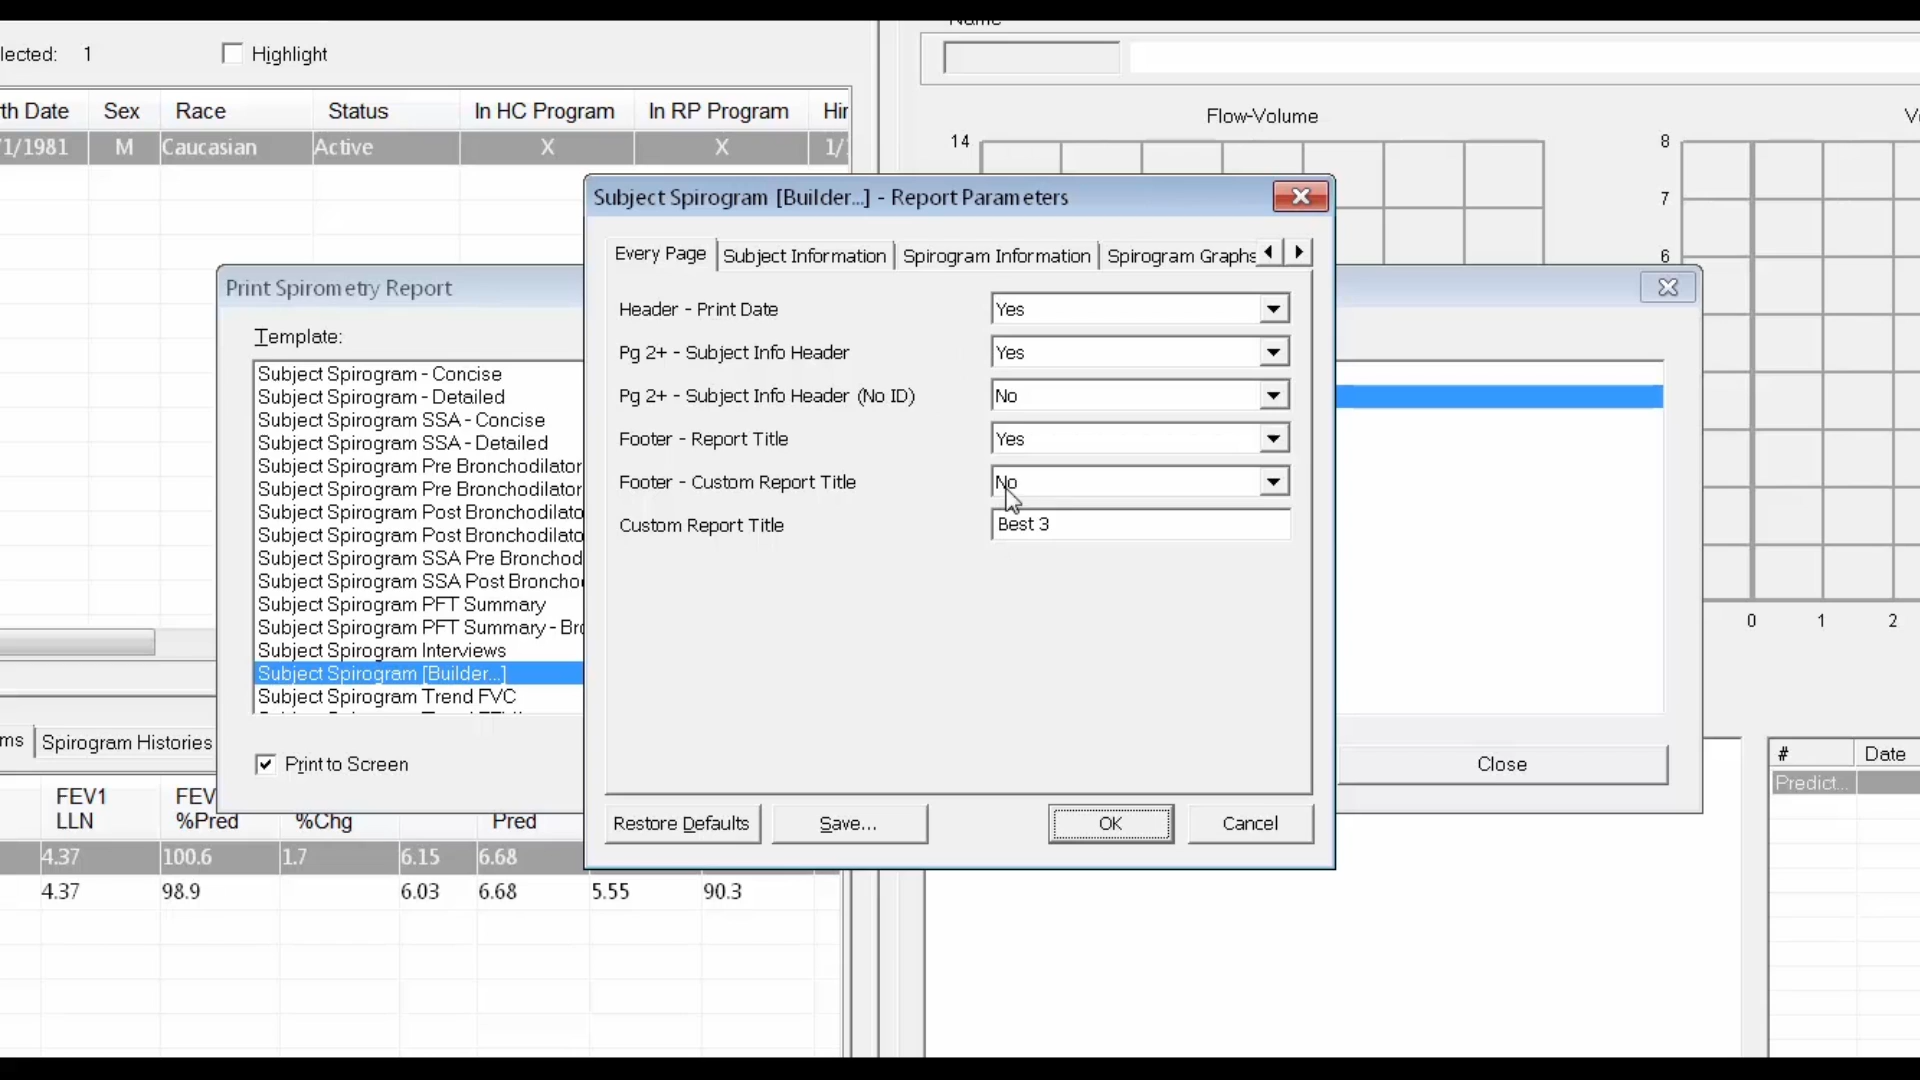 Name
lected: 1
Highlight
th Date Sex Race Status In HC Program In RP Program Hir
/1/1981 M Caucasian Active X X 1/
Flow-Volume
14
8
7
6
0 1 2
Print Spirometry Report
Template:
Subject Spirogram - Concise
Subject Spirogram - Detailed
Subject Spirogram SSA - Concise
Subject Spirogram SSA - Detailed
Subject Spirogram Pre Bronchodilator
Subject Spirogram Pre Bronchodilator
Subject Spirogram Post Bronchodilato
Subject Spirogram Post Bronchodilato
Subject Spirogram SSA Pre Bronchod
Subject Spirogram SSA Post Broncho
Subject Spirogram PFT Summary
Subject Spirogram PFT Summary - Bro
Subject Spirogram Interviews
Subject Spirogram [Builder...]
Subject Spirogram Trend FVC
Print to Screen
Close
Subject Spirogram [Builder...] - Report Parameters
Every Page Subject Information Spirogram Information Spirogram Graphs
Header - Print Date Yes
Pg 2+ - Subject Info Header Yes
Pg 2+ - Subject Info Header (No ID) No
Footer - Report Title Yes
Footer - Custom Report Title No
Custom Report Title Best 3
Restore Defaults Save... OK Cancel
ms Spirogram Histories
FEV1 FEV
LLN %Pred %Chg Pred
4.37 100.6 1.7 6.15 6.68
4.37 98.9 6.03 6.68 5.55 90.3
# Date
Predict...